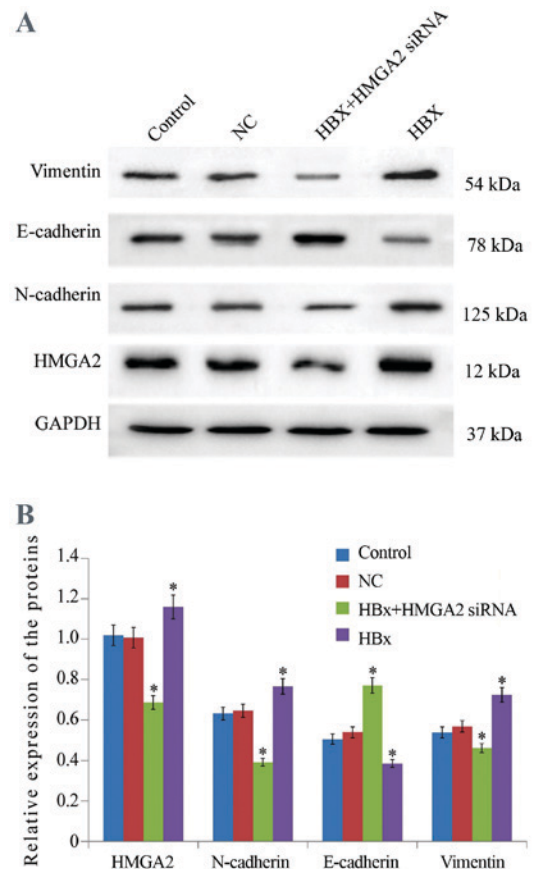 A
Control NC HBX+HMGA2 siRNA HBX
Vimentin 54 kDa
E-cadherin 78 kDa
N-cadherin 125 kDa
HMGA2 12 kDa
GAPDH 37 kDa
B
Relative expression of the proteins
1.4
1.2
1.0
0.8
0.6
0.4
0.2
0
Control
NC
HBx+HMGA2 siRNA
HBx
* * * * * * * *
HMGA2 N-cadherin E-cadherin Vimentin